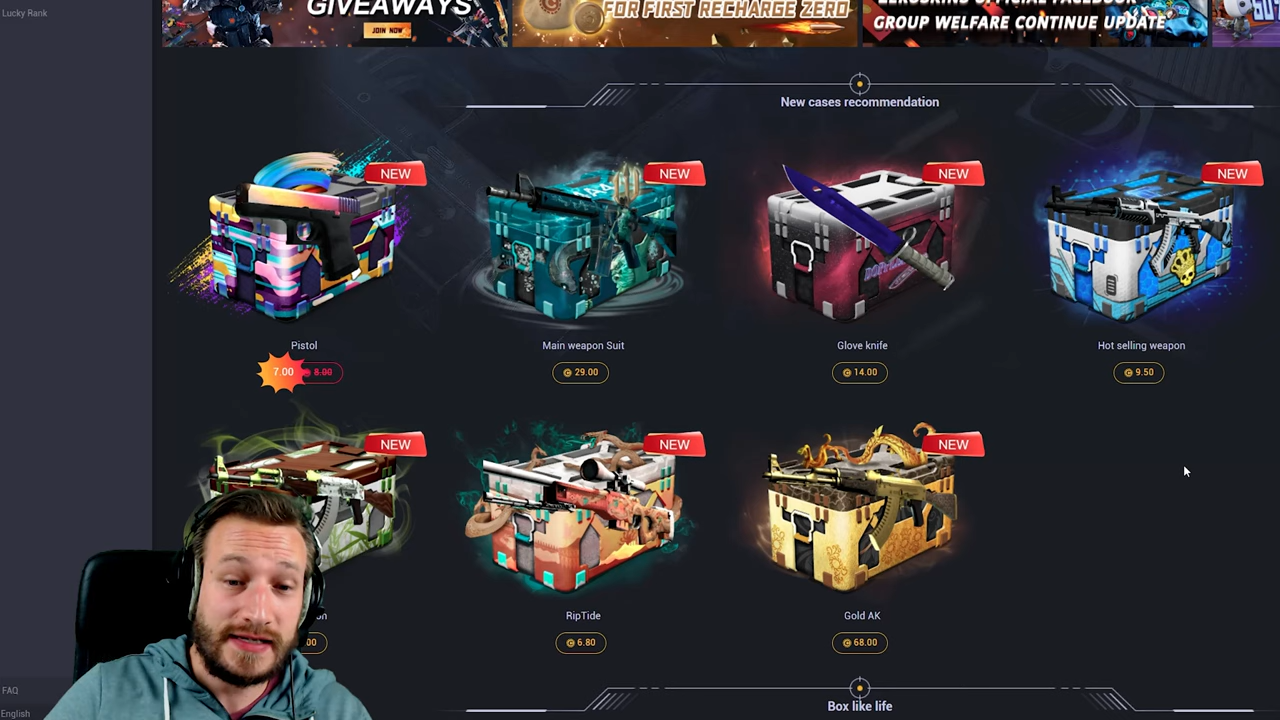 Lucky Rank
GIVEAWAYS
JOIN NOW
FOR FIRST RECHARGE ZERO
GROUP WELFARE CONTINUE UPDATE
New cases recommendation
NEW
NEW
NEW
NEW
Pistol
Main weapon Suit
Glove knife
Hot selling weapon
7.00
8.00
29.00
14.00
9.50
NEW
NEW
NEW
RipTide
Gold AK
6.80
68.00
FAQ
English
Box like life